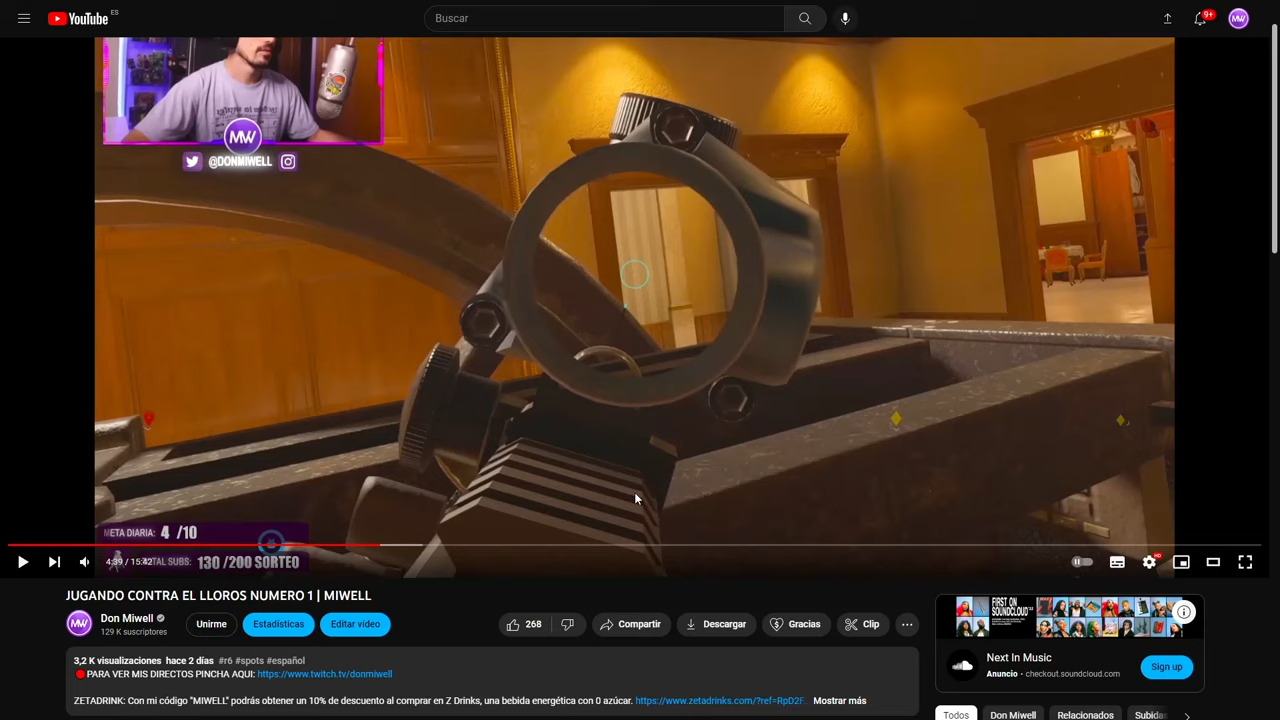 YouTube ES
Buscar
9+
MW
MW
@DONMIWELL
META DIARIA: 4 /10
130 /200 SORTEO
4:39 / 15:42
HD
JUGANDO CONTRA EL LLOROS NUMERO 1 | MIWELL
MW
Don Miwell
129 K suscriptores
Unirme
Estadísticas
Editar vídeo
268
Compartir
Descargar
Gracias
Clip
3,2 K visualizaciones hace 2 días #r6 #spots #español
PARA VER MIS DIRECTOS PINCHA AQUI: https://www.twitch.tv/donmiwell
ZETADRINK: Con mi código "MIWELL" podrás obtener un 10% de descuento al comprar en Z Drinks, una bebida energética con 0 azúcar. https://www.zetadrinks.com/?ref=RpD2F... Mostrar más
FIRST ON SOUNDCLOUD
Next In Music
Anuncio · checkout.soundcloud.com
Sign up
Todos
Don Miwell
Relacionados
Subida